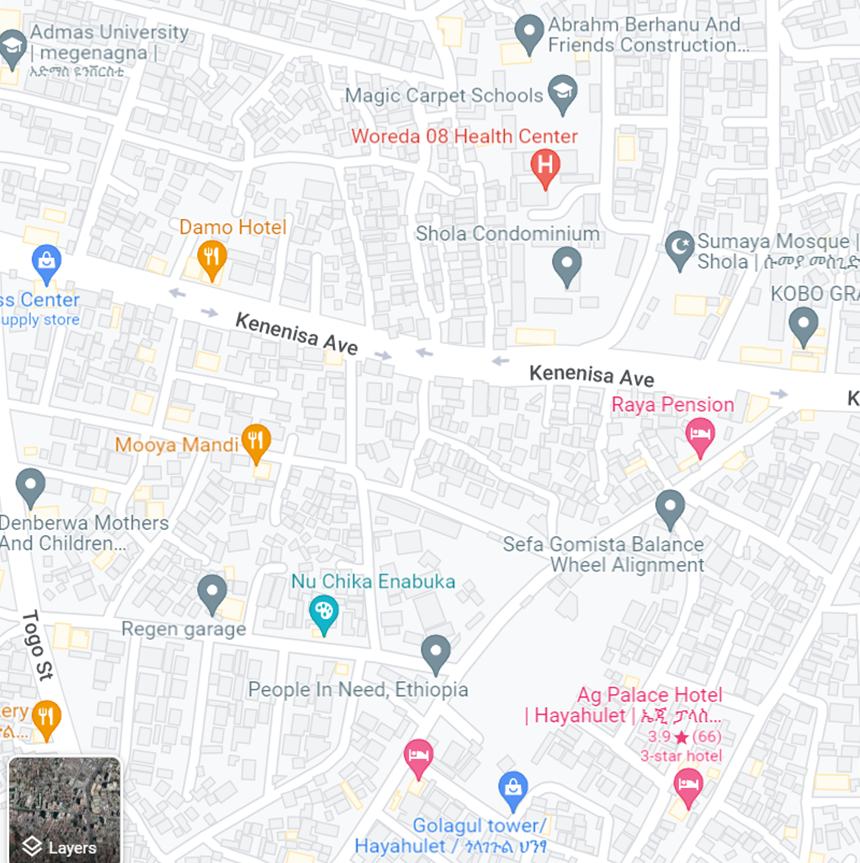 Admas University
| megenagna |
አድማስ ዩንቨርስቲ
Abrahm Berhanu And
Friends Construction...
Magic Carpet Schools
Woreda 08 Health Center
H
Damo Hotel
Shola Condominium
Sumaya Mosque |
Shola | ሱመያ መስጊድ
ss Center
upply store
KOBO GRA
Kenenisa Ave
Kenenisa Ave
K
Raya Pension
Mooya Mandi
Denberwa Mothers
And Children...
Sefa Gomista Balance
Wheel Alignment
Nu Chika Enabuka
Regen garage
Togo St
People In Need, Ethiopia
Ag Palace Hotel
| Hayahulet | ኤጂ ፓላስ...
3.9★(66)
3-star hotel
ery
ል...
Golagul tower/
Hayahulet / ጎላጉል ህንፃ
Layers